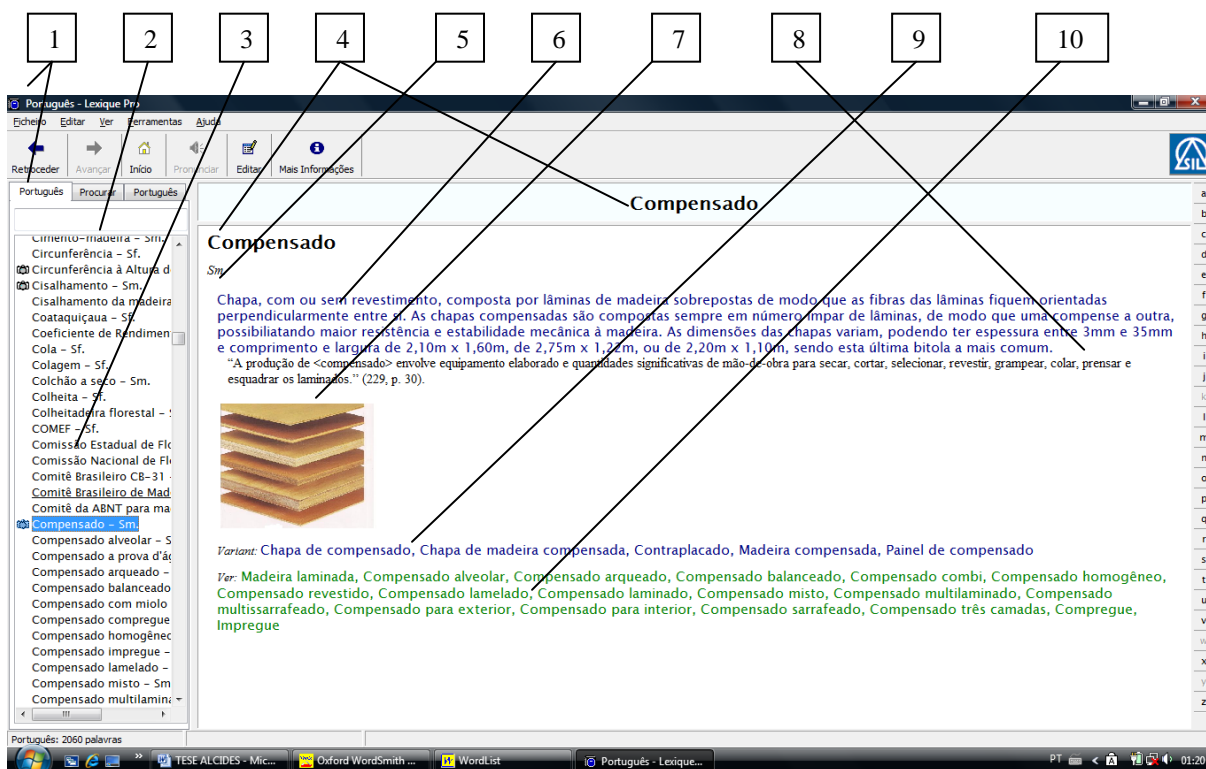 1 2 3 4 5 6 7 8 9 10
Português - Lexique Pro
Ficheiro Editar Ver Ferramentas Ajuda
Retroceder Avançar Início Pronunciar Editar Mais Informações
SIL
Português Procurar Português
Compensado
Cimento-madeira – Sm.
Circunferência – Sf.
Circunferência à Altura d
Cisalhamento – Sm.
Cisalhamento da madeira
Coataquiçaua – Sf.
Coeficiente de Rendimen
Cola – Sf.
Colagem – Sf.
Colchão a seco – Sm.
Colheita – Sf.
Colheitadeira florestal –
COMEF – Sf.
Comissão Estadual de Flo
Comissão Nacional de Fl
Comitê Brasileiro CB-31
Comitê Brasileiro de Mad
Comitê da ABNT para ma
Compensado – Sm.
Compensado alveolar – S
Compensado a prova d'ág
Compensado arqueado –
Compensado balanceado
Compensado com miolo
Compensado compregue
Compensado homogêneo
Compensado impregue –
Compensado lamelado –
Compensado misto – Sm
Compensado multilamina
Compensado
Sm
Chapa, com ou sem revestimento, composta por lâminas de madeira sobrepostas de modo que as fibras das lâminas fiquem orientadas
perpendicularmente entre si. As chapas compensadas são compostas sempre em número ímpar de lâminas, de modo que uma compense a outra,
possibiliatando maior resistência e estabilidade mecânica à madeira. As dimensões das chapas variam, podendo ter espessura entre 3mm e 35mm
e comprimento e largura de 2,10m x 1,60m, de 2,75m x 1,22m, ou de 2,20m x 1,10m, sendo esta última bitola a mais comum.
“A produção de <compensado> envolve equipamento elaborado e quantidades significativas de mão-de-obra para secar, cortar, selecionar, revestir, grampear, colar, prensar e
esquadrar os laminados.” (229, p. 30).
Variant: Chapa de compensado, Chapa de madeira compensada, Contraplacado, Madeira compensada, Painel de compensado
Ver: Madeira laminada, Compensado alveolar, Compensado arqueado, Compensado balanceado, Compensado combi, Compensado homogêneo,
Compensado revestido, Compensado lamelado, Compensado laminado, Compensado misto, Compensado multilaminado, Compensado
multissarrafeado, Compensado para exterior, Compensado para interior, Compensado sarrafeado, Compensado três camadas, Compregue,
Impregue
a
b
c
d
e
f
g
h
i
j
k
l
m
n
o
p
q
r
s
t
u
v
w
x
y
z
Português: 2060 palavras
TESE ALCIDES - Mic... Oxford WordSmith ... WordList Português - Lexique... PT 01:20